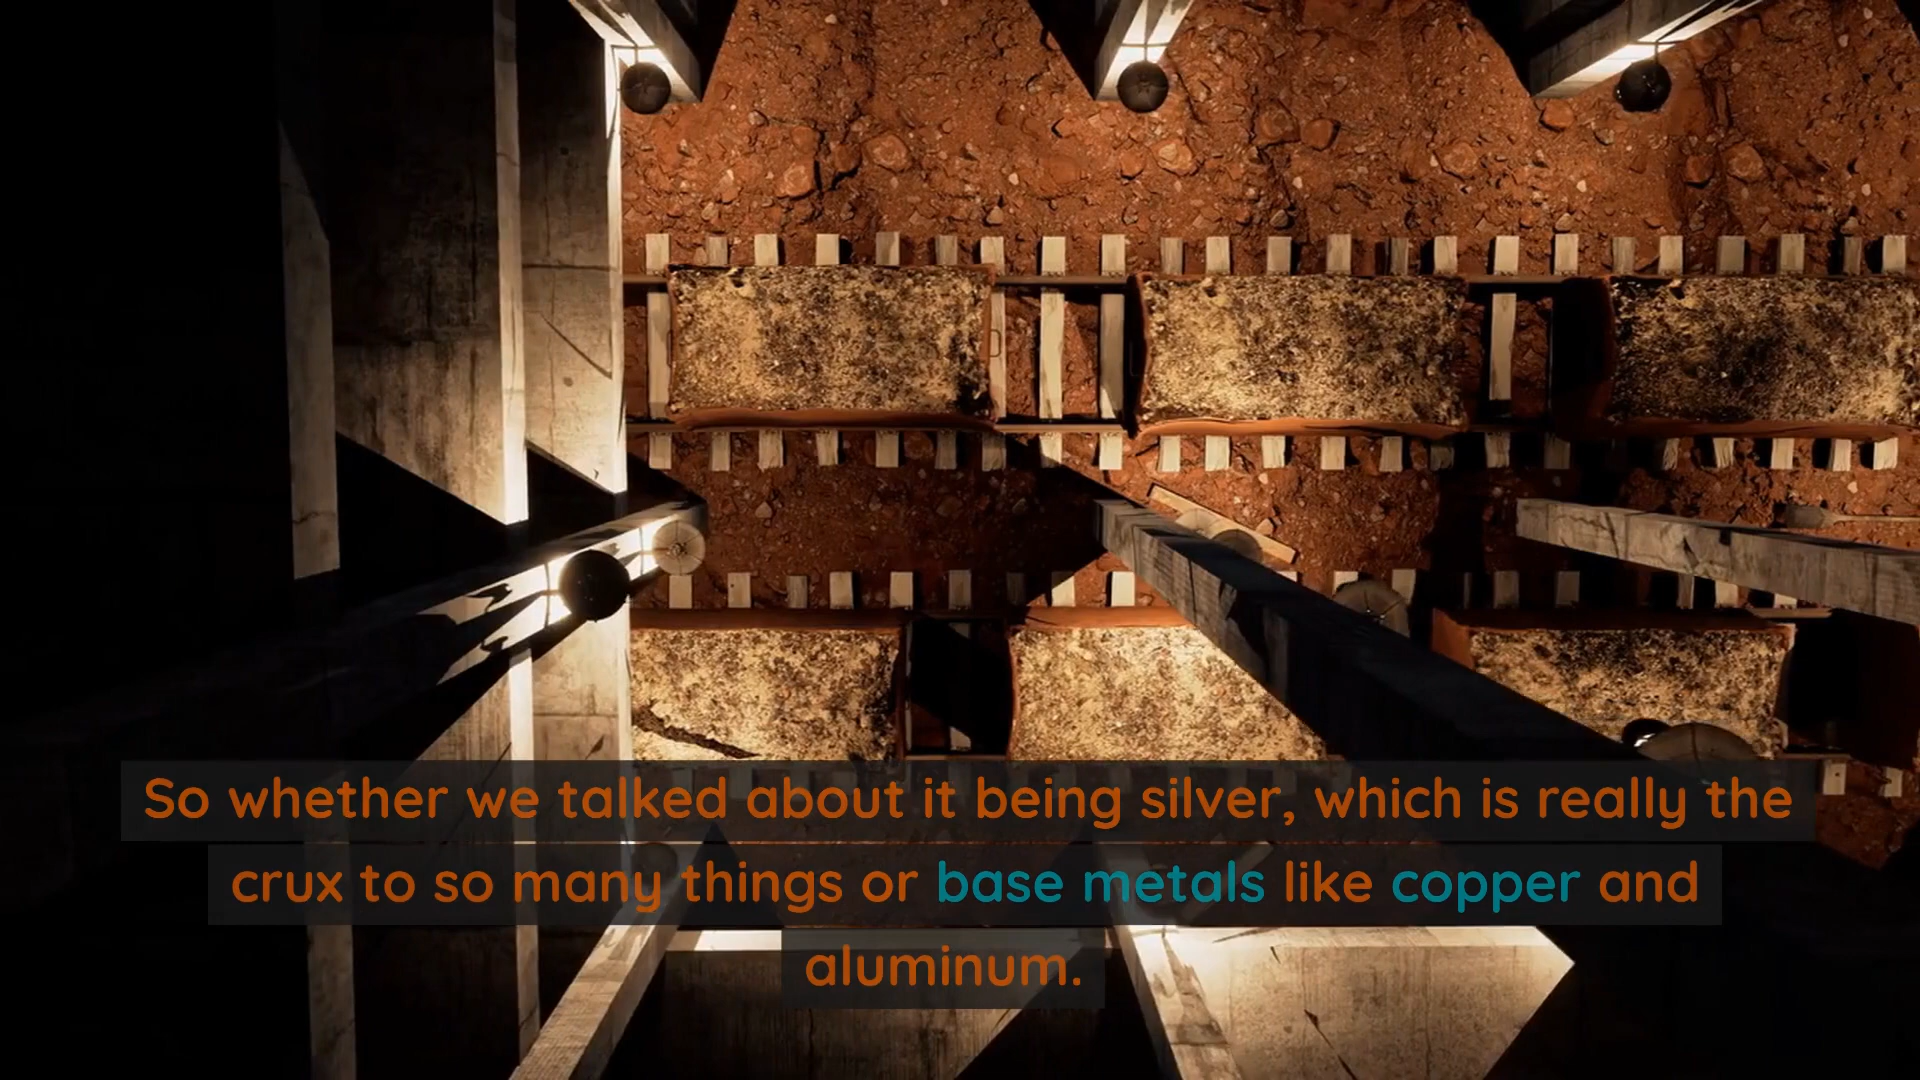 So whether we talked about it being silver, which is really the
crux to so many things or base metals like copper and
aluminum.